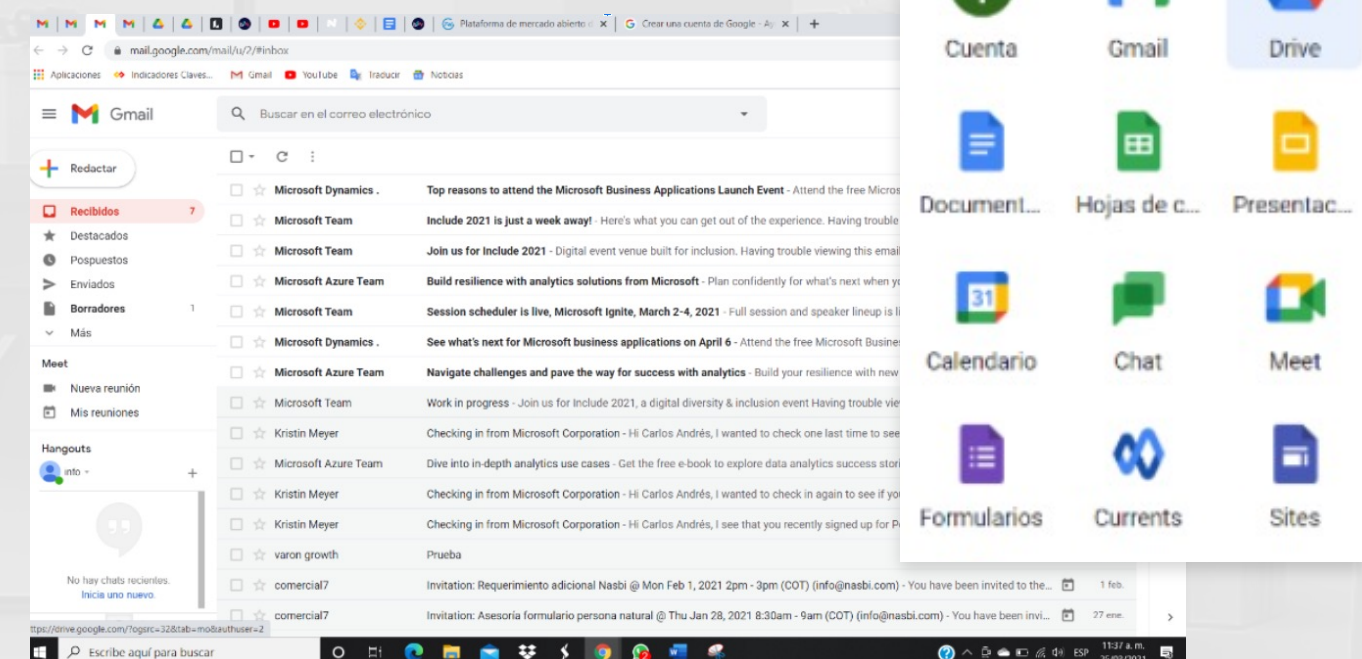 Plataforma de mercado abierto d
Crear una cuenta de Google - Ay
mail.google.com/mail/u/2/#inbox
Aplicaciones Indicadores Claves... Gmail YouTube Traducir Noticias
Gmail
Buscar en el correo electrónico
Redactar
Recibidos 7
Destacados
Pospuestos
Enviados
Borradores 1
Más
Meet
Nueva reunión
Mis reuniones
Hangouts
info
No hay chats recientes.
Inicia uno nuevo.
Microsoft Dynamics . Top reasons to attend the Microsoft Business Applications Launch Event - Attend the free Micros
Microsoft Team Include 2021 is just a week away! - Here's what you can get out of the experience. Having trouble
Microsoft Team Join us for Include 2021 - Digital event venue built for inclusion. Having trouble viewing this email
Microsoft Azure Team Build resilience with analytics solutions from Microsoft - Plan confidently for what's next when yo
Microsoft Team Session scheduler is live, Microsoft Ignite, March 2-4, 2021 - Full session and speaker lineup is li
Microsoft Dynamics . See what's next for Microsoft business applications on April 6 - Attend the free Microsoft Busine
Microsoft Azure Team Navigate challenges and pave the way for success with analytics - Build your resilience with new
Microsoft Team Work in progress - Join us for Include 2021, a digital diversity & inclusion event Having trouble vie
Kristin Meyer Checking in from Microsoft Corporation - Hi Carlos Andrés, I wanted to check one last time to see
Microsoft Azure Team Dive into in-depth analytics use cases - Get the free e-book to explore data analytics success stori
Kristin Meyer Checking in from Microsoft Corporation - Hi Carlos Andrés, I wanted to check in again to see if yo
Kristin Meyer Checking in from Microsoft Corporation - Hi Carlos Andrés, I see that you recently signed up for P
varon growth Prueba
comercial7 Invitation: Requerimiento adicional Nasbi @ Mon Feb 1, 2021 2pm - 3pm (COT) (info@nasbi.com) - You have been invited to the... 1 feb.
comercial7 Invitation: Asesoría formulario persona natural @ Thu Jan 28, 2021 8:30am - 9am (COT) (info@nasbi.com) - You have been invi... 27 ene.
ttps://drive.google.com/?ogsrc=32&tab=mo&authuser=2
Escribe aquí para buscar
ESP 11:37 a. m.
Cuenta Gmail Drive
Document... Hojas de c... Presentac...
31
Calendario Chat Meet
Formularios Currents Sites